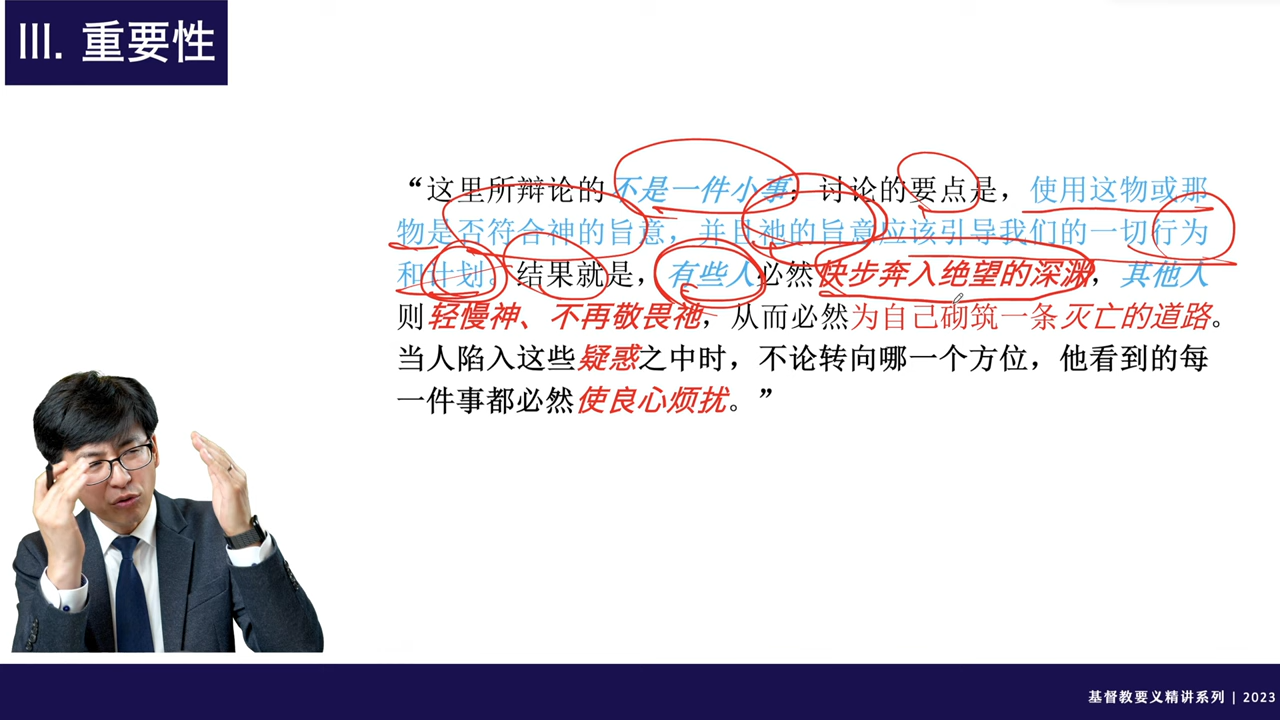 III. 重要性
“这里所辩论的不是一件小事；讨论的要点是，使用这物或那
物是否符合神的旨意，并且祂的旨意应该引导我们的一切行为
和计划。结果就是，有些人必然快步奔入绝望的深渊，其他人
则轻慢神、不再敬畏祂，从而必然为自己砌筑一条灭亡的道路。
当人陷入这些疑惑之中时，不论转向哪一个方位，他看到的每
一件事都必然使良心烦扰。”
基督教要义精讲系列 | 2023